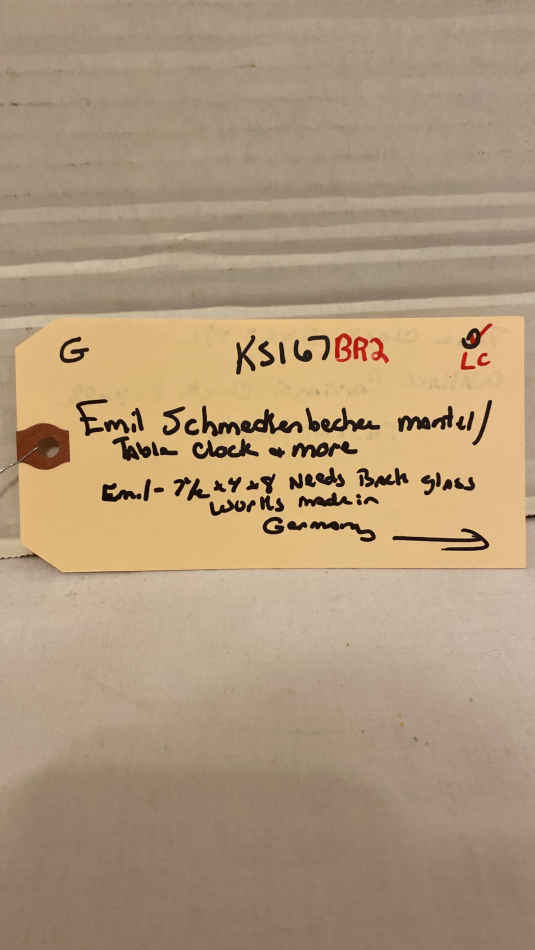 G KS167BR2 LC
Emil Schmeckenbecher mantel/
Table Clock & more
Emil- 7½ x 4 x 8 Needs Back glass
Works made in
Germany